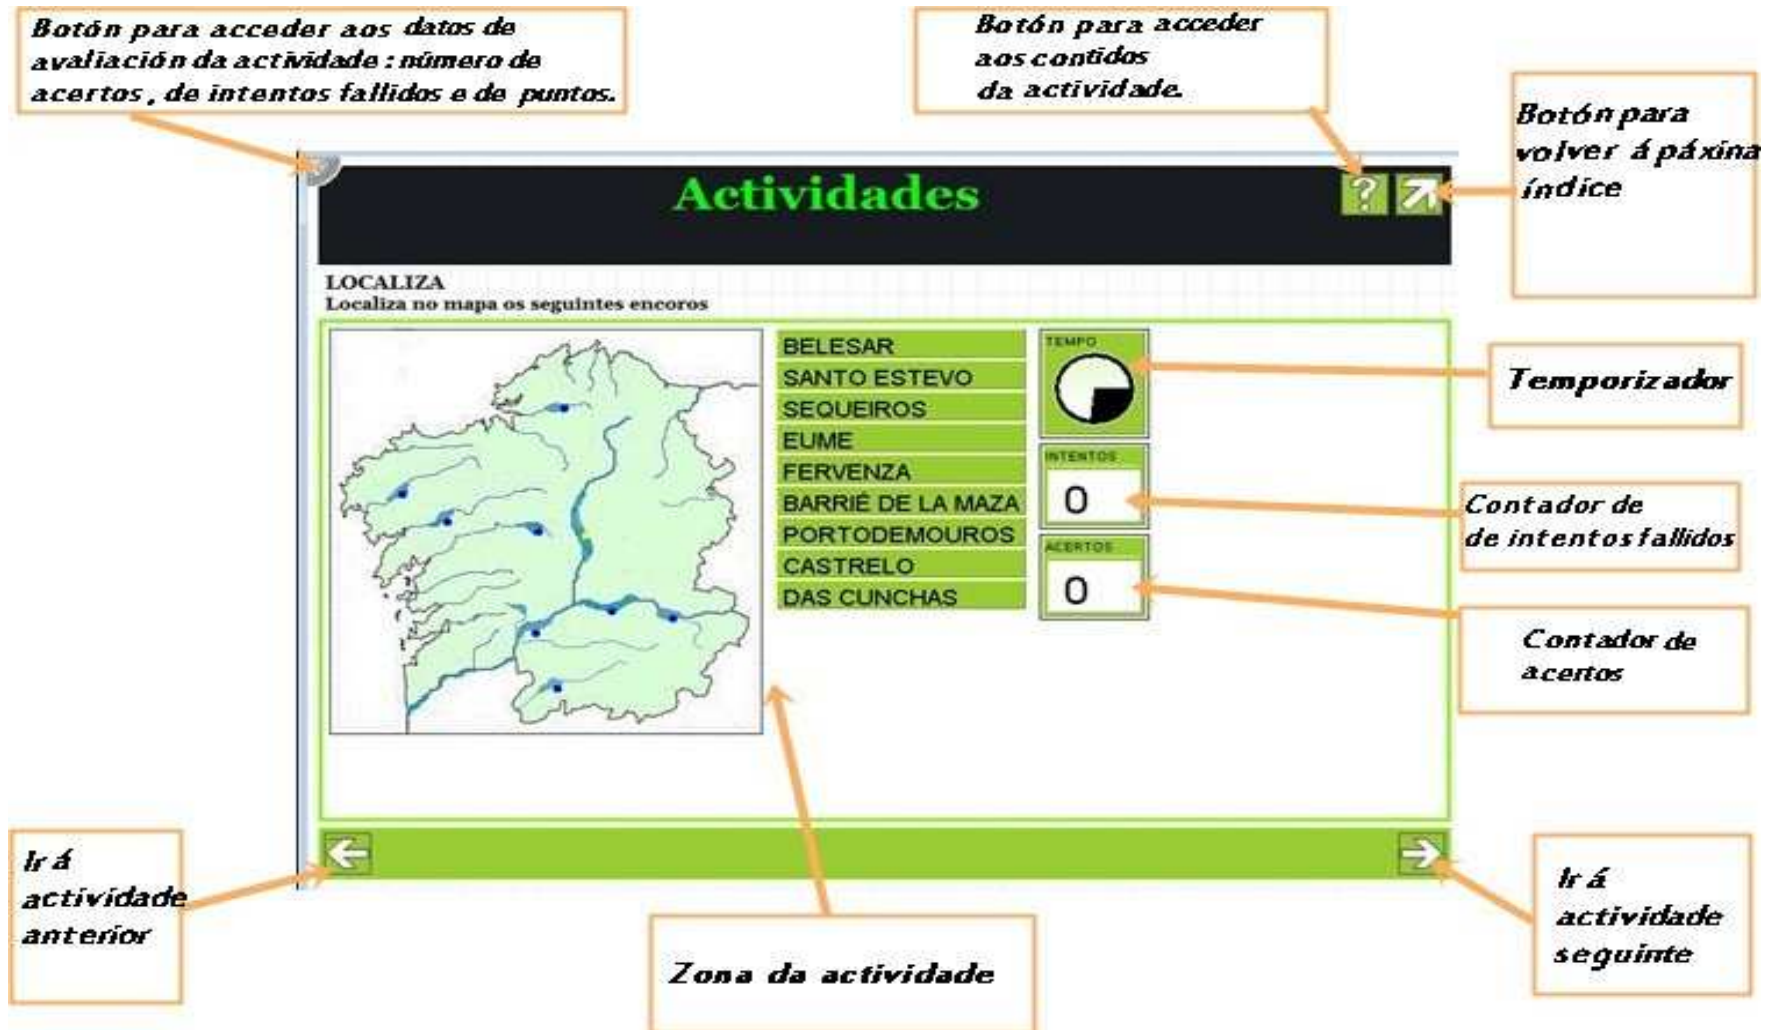 Botón para acceder aos datos de
avaliación da actividade : número de
acertos , de intentos fallidos e de puntos.
Botón para acceder
aos contidos
da actividade.
Botón para
volver á páxina
índice
Actividades
?
LOCALIZA
Localiza no mapa os seguintes encoros
BELESAR
SANTO ESTEVO
SEQUEIROS
EUME
FERVENZA
BARRIÉ DE LA MAZA
PORTODEMOUROS
CASTRELO
DAS CUNCHAS
TEMPO
INTENTOS
0
ACERTOS
0
Temporizador
Contador de
de intentos fallidos
Contador de
acertos
Ir á
actividade
anterior
Zona da actividade
Ir á
actividade
seguinte